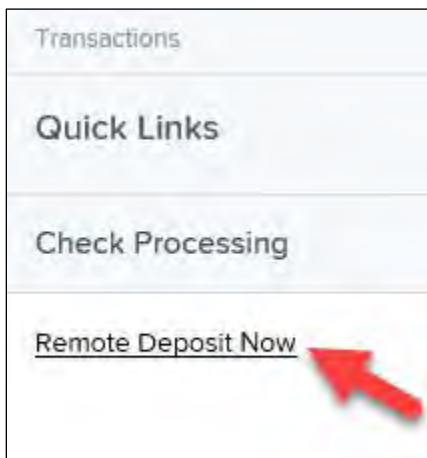 Transactions
Quick Links
Check Processing
Remote Deposit Now